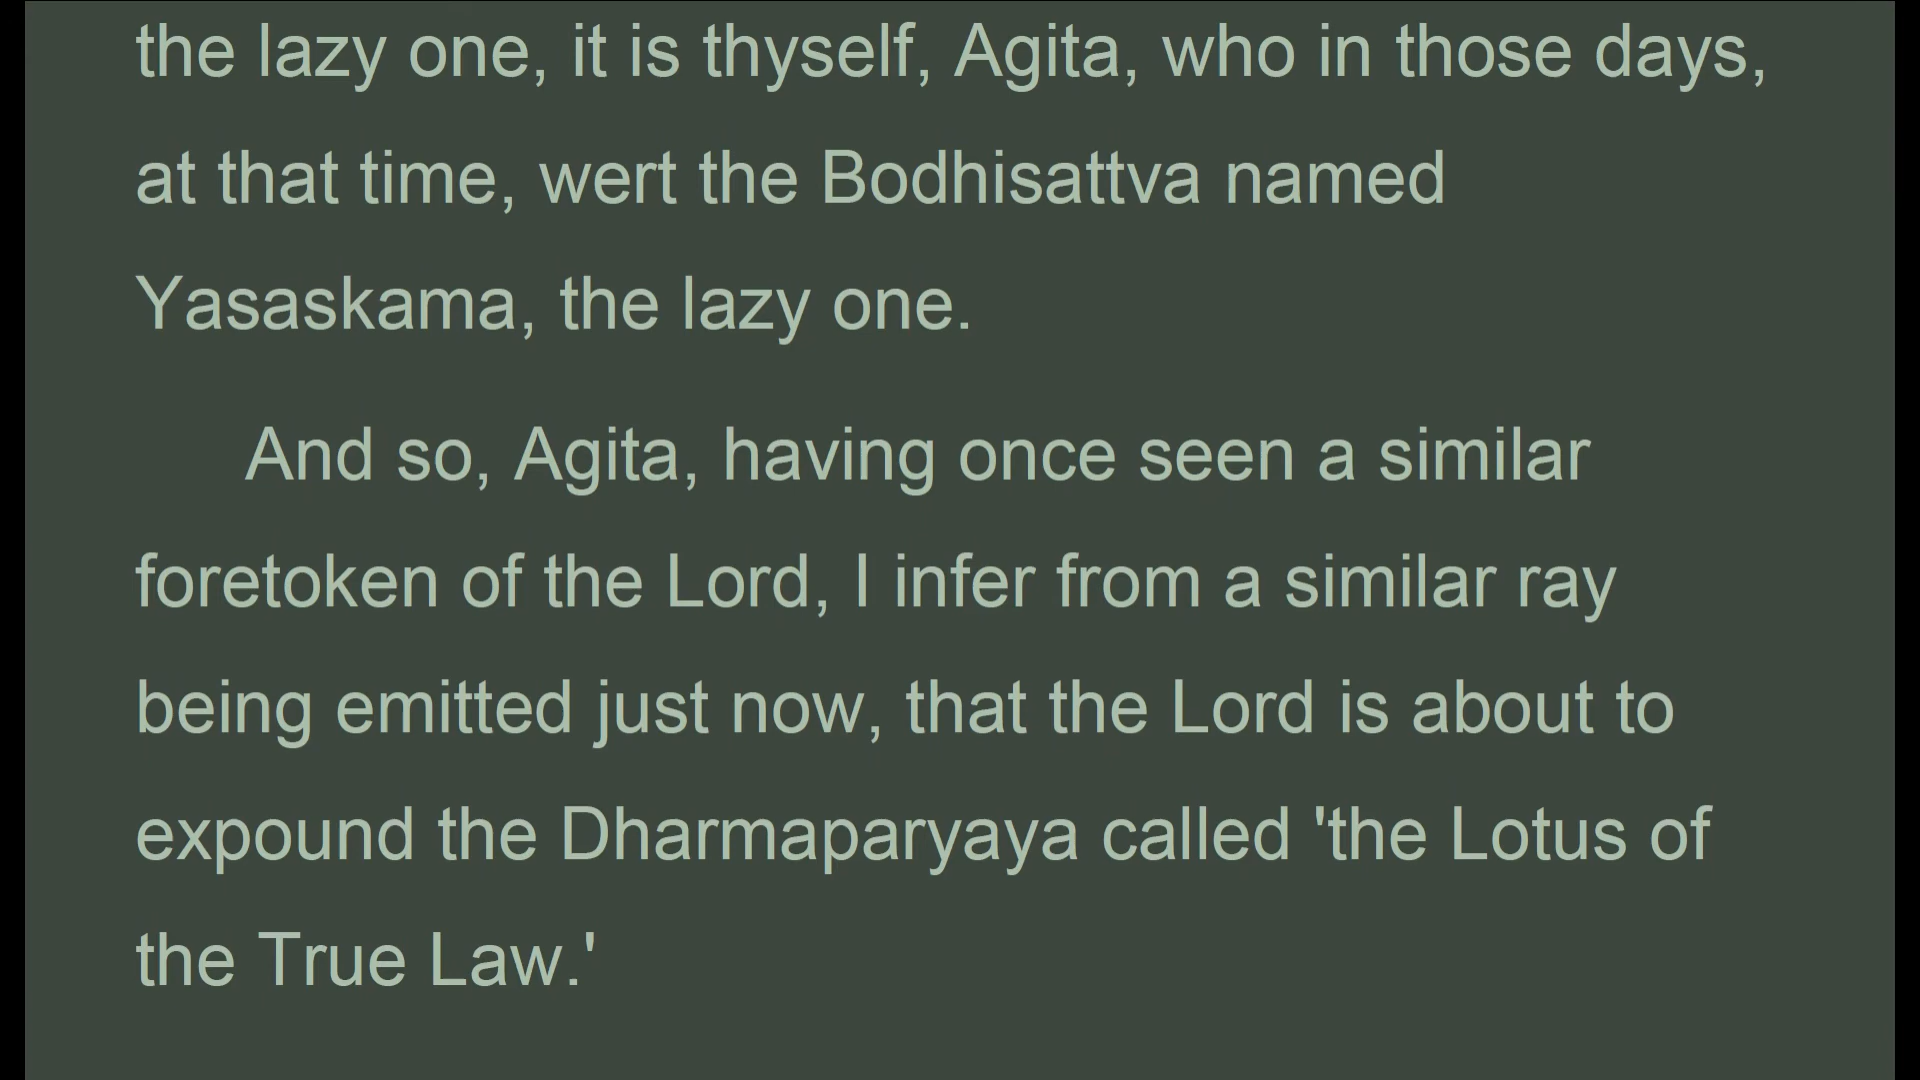 the lazy one, it is thyself, Agita, who in those days,
at that time, wert the Bodhisattva named
Yasaskama, the lazy one.
And so, Agita, having once seen a similar
foretoken of the Lord, I infer from a similar ray
being emitted just now, that the Lord is about to
expound the Dharmaparyaya called 'the Lotus of
the True Law.'